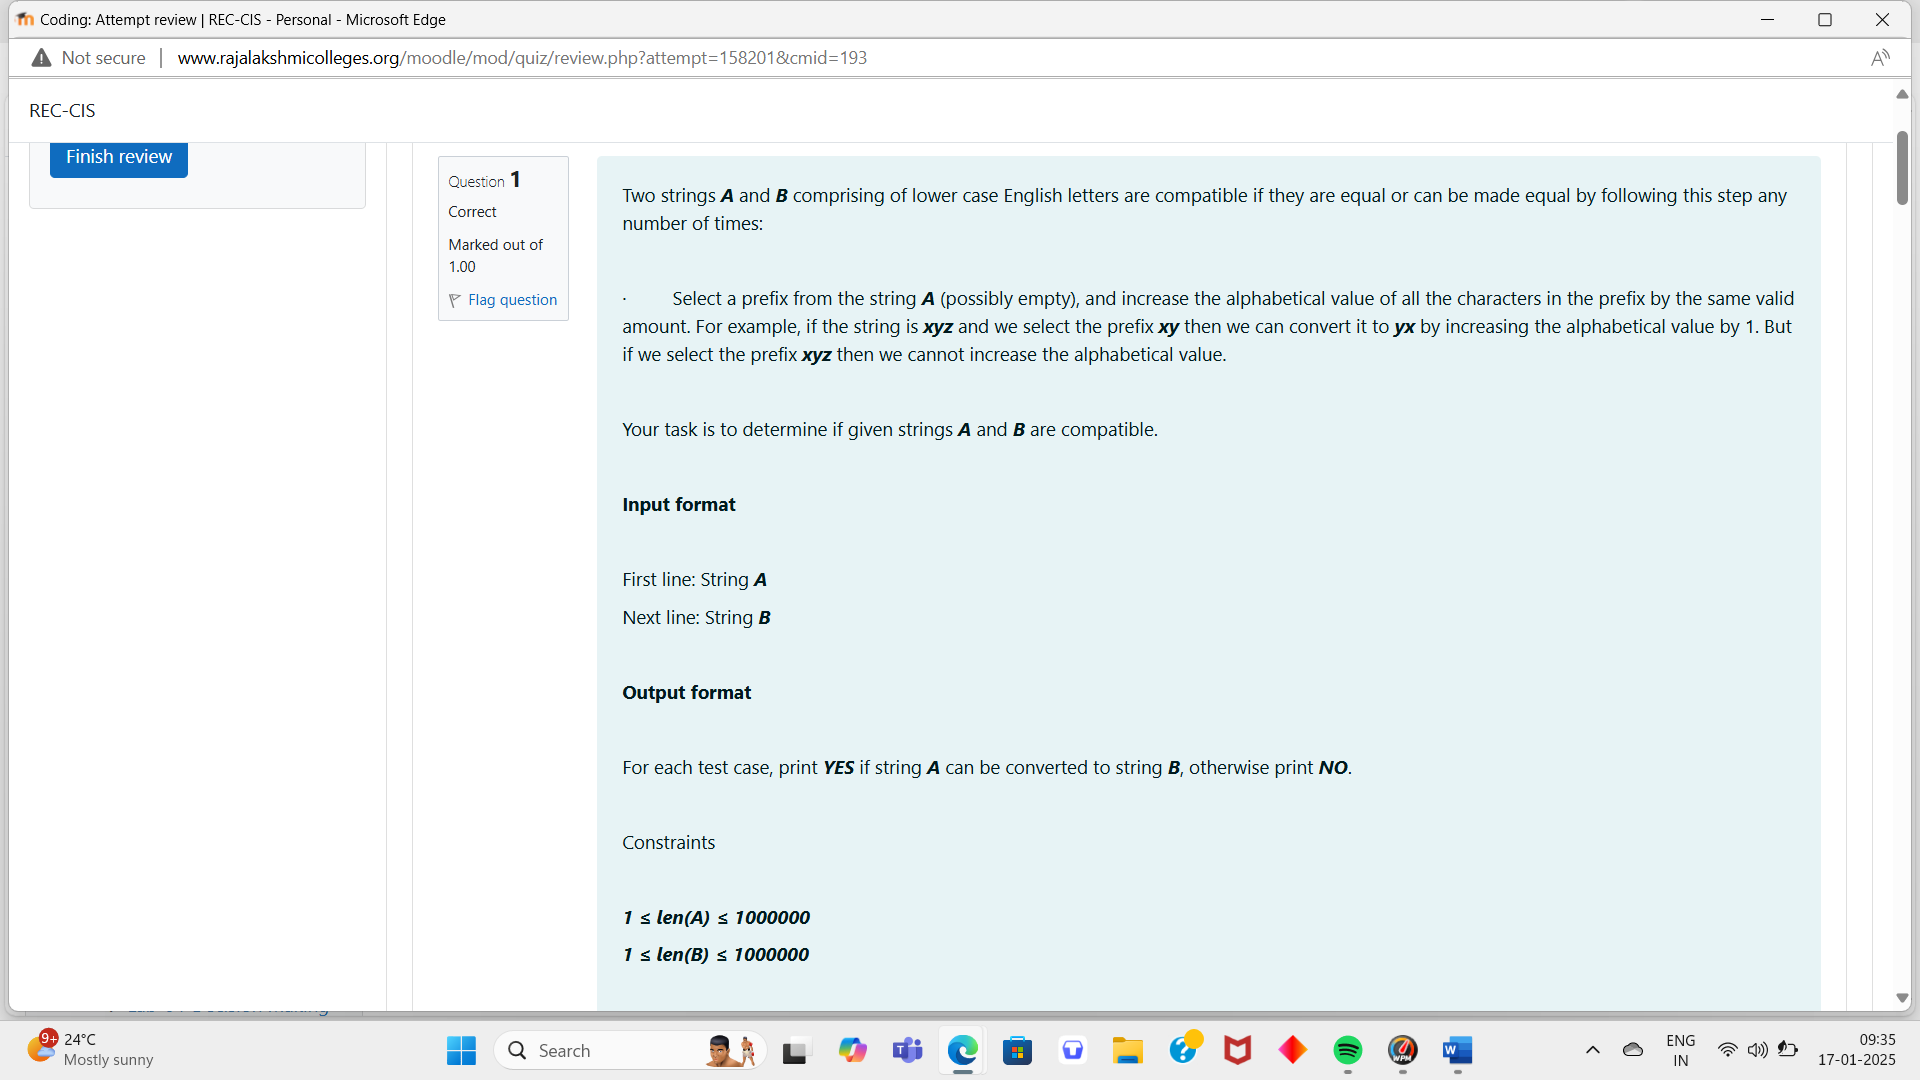 Coding: Attempt review | REC-CIS - Personal - Microsoft Edge
Not secure | www.rajalakshmicolleges.org/moodle/mod/quiz/review.php?attempt=158201&cmid=193
REC-CIS
Finish review
Question 1
Correct
Marked out of
1.00
Flag question
Two strings A and B comprising of lower case English letters are compatible if they are equal or can be made equal by following this step any
number of times:
· Select a prefix from the string A (possibly empty), and increase the alphabetical value of all the characters in the prefix by the same valid
amount. For example, if the string is xyz and we select the prefix xy then we can convert it to yx by increasing the alphabetical value by 1. But
if we select the prefix xyz then we cannot increase the alphabetical value.
Your task is to determine if given strings A and B are compatible.
Input format
First line: String A
Next line: String B
Output format
For each test case, print YES if string A can be converted to string B, otherwise print NO.
Constraints
1 ≤ len(A) ≤ 1000000
1 ≤ len(B) ≤ 1000000
9+
24°C
Mostly sunny
Search
WPM
ENG
IN
09:35
17-01-2025